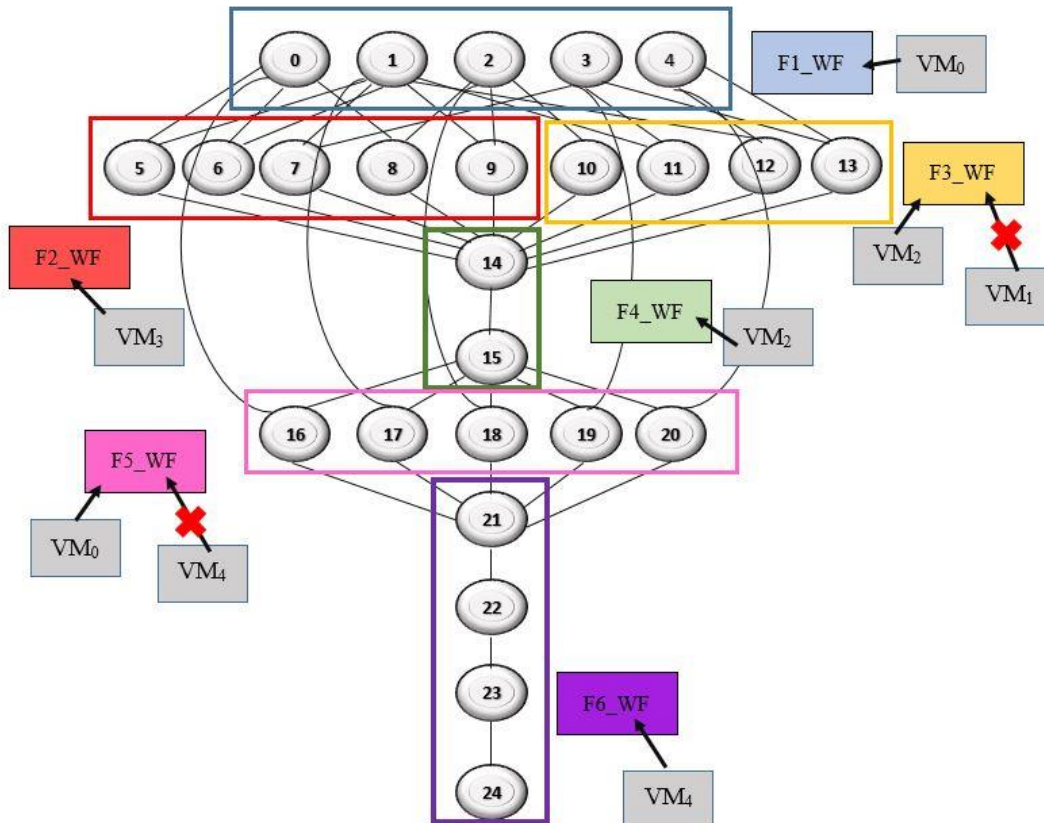 0 1 2 3 4
F1_WF
VM₀
5 6 7 8 9 10 11 12 13
F3_WF
VM₂
VM₁
F2_WF
VM₃
14
F4_WF
VM₂
15
16 17 18 19 20
F5_WF
VM₀
VM₄
21
22
23
F6_WF
24
VM₄